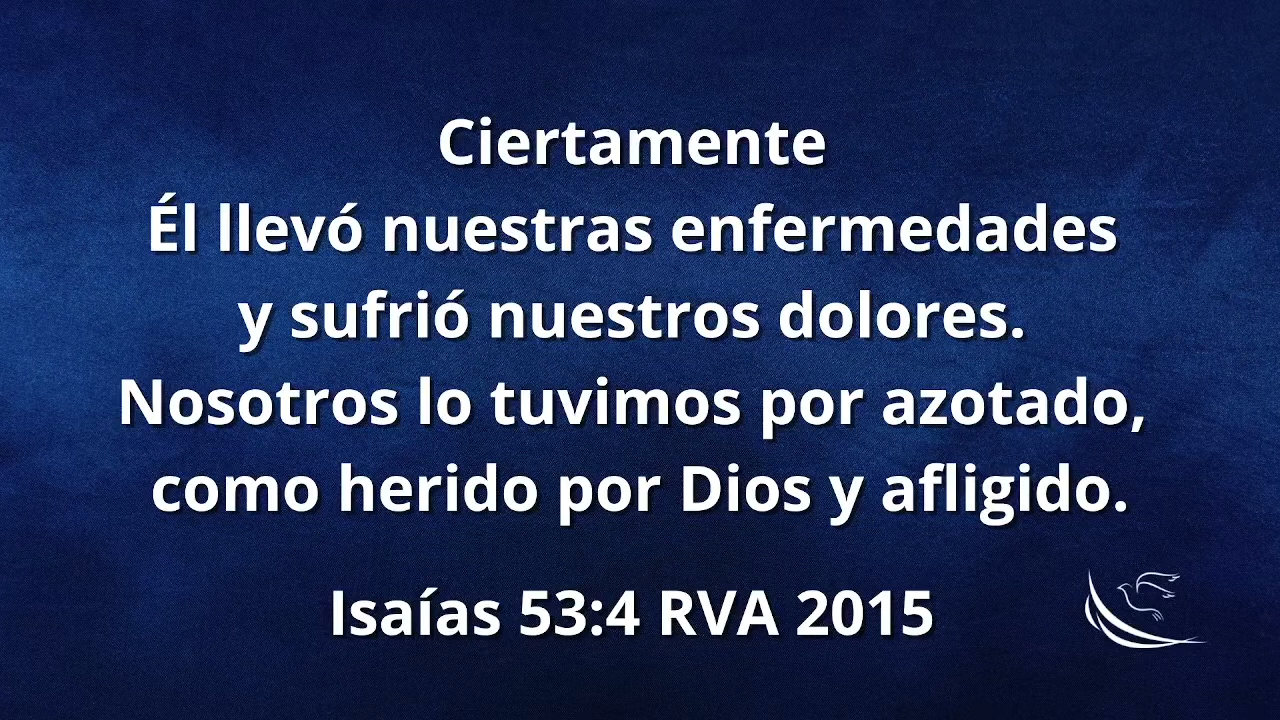 Ciertamente
Él llevó nuestras enfermedades
y sufrió nuestros dolores.
Nosotros lo tuvimos por azotado,
como herido por Dios y afligido.
Isaías 53:4 RVA 2015